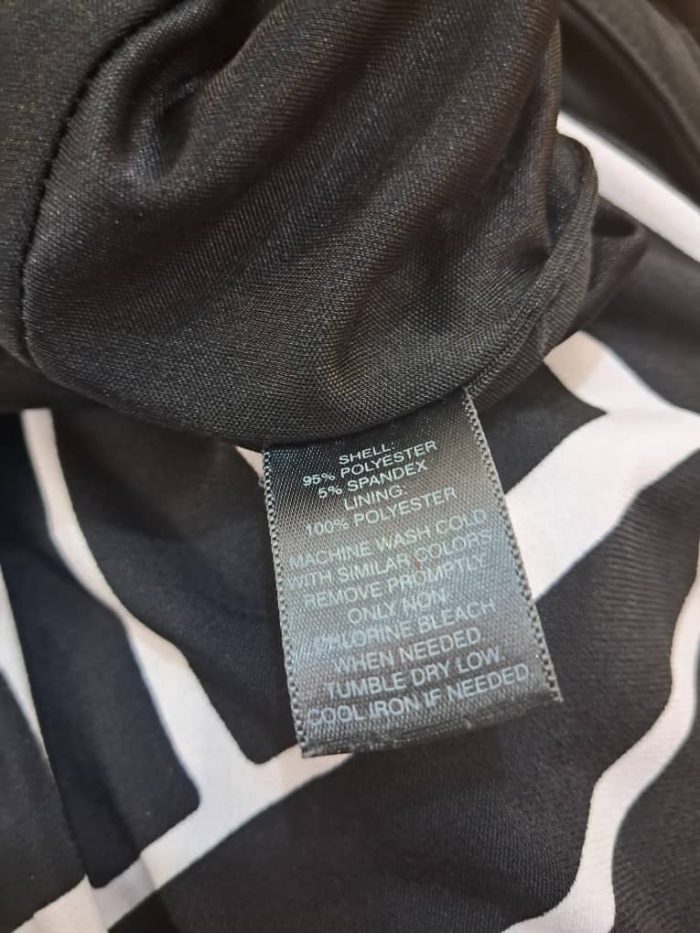 SHELL:
95% POLYESTER
5% SPANDEX
LINING:
100% POLYESTER
MACHINE WASH COLD
WITH SIMILAR COLORS
REMOVE PROMPTLY
ONLY NON
CHLORINE BLEACH
WHEN NEEDED.
TUMBLE DRY LOW.
COOL IRON IF NEEDED